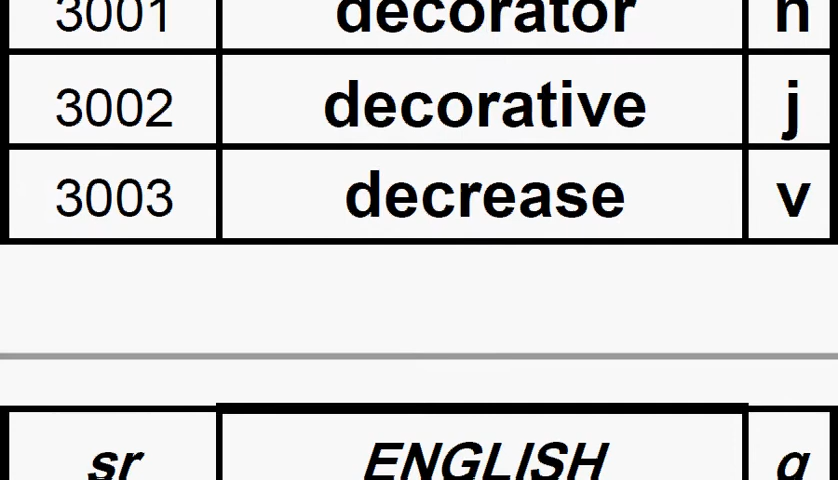 3001 decorator n
3002 decorative j
3003 decrease v
sr ENGLISH g